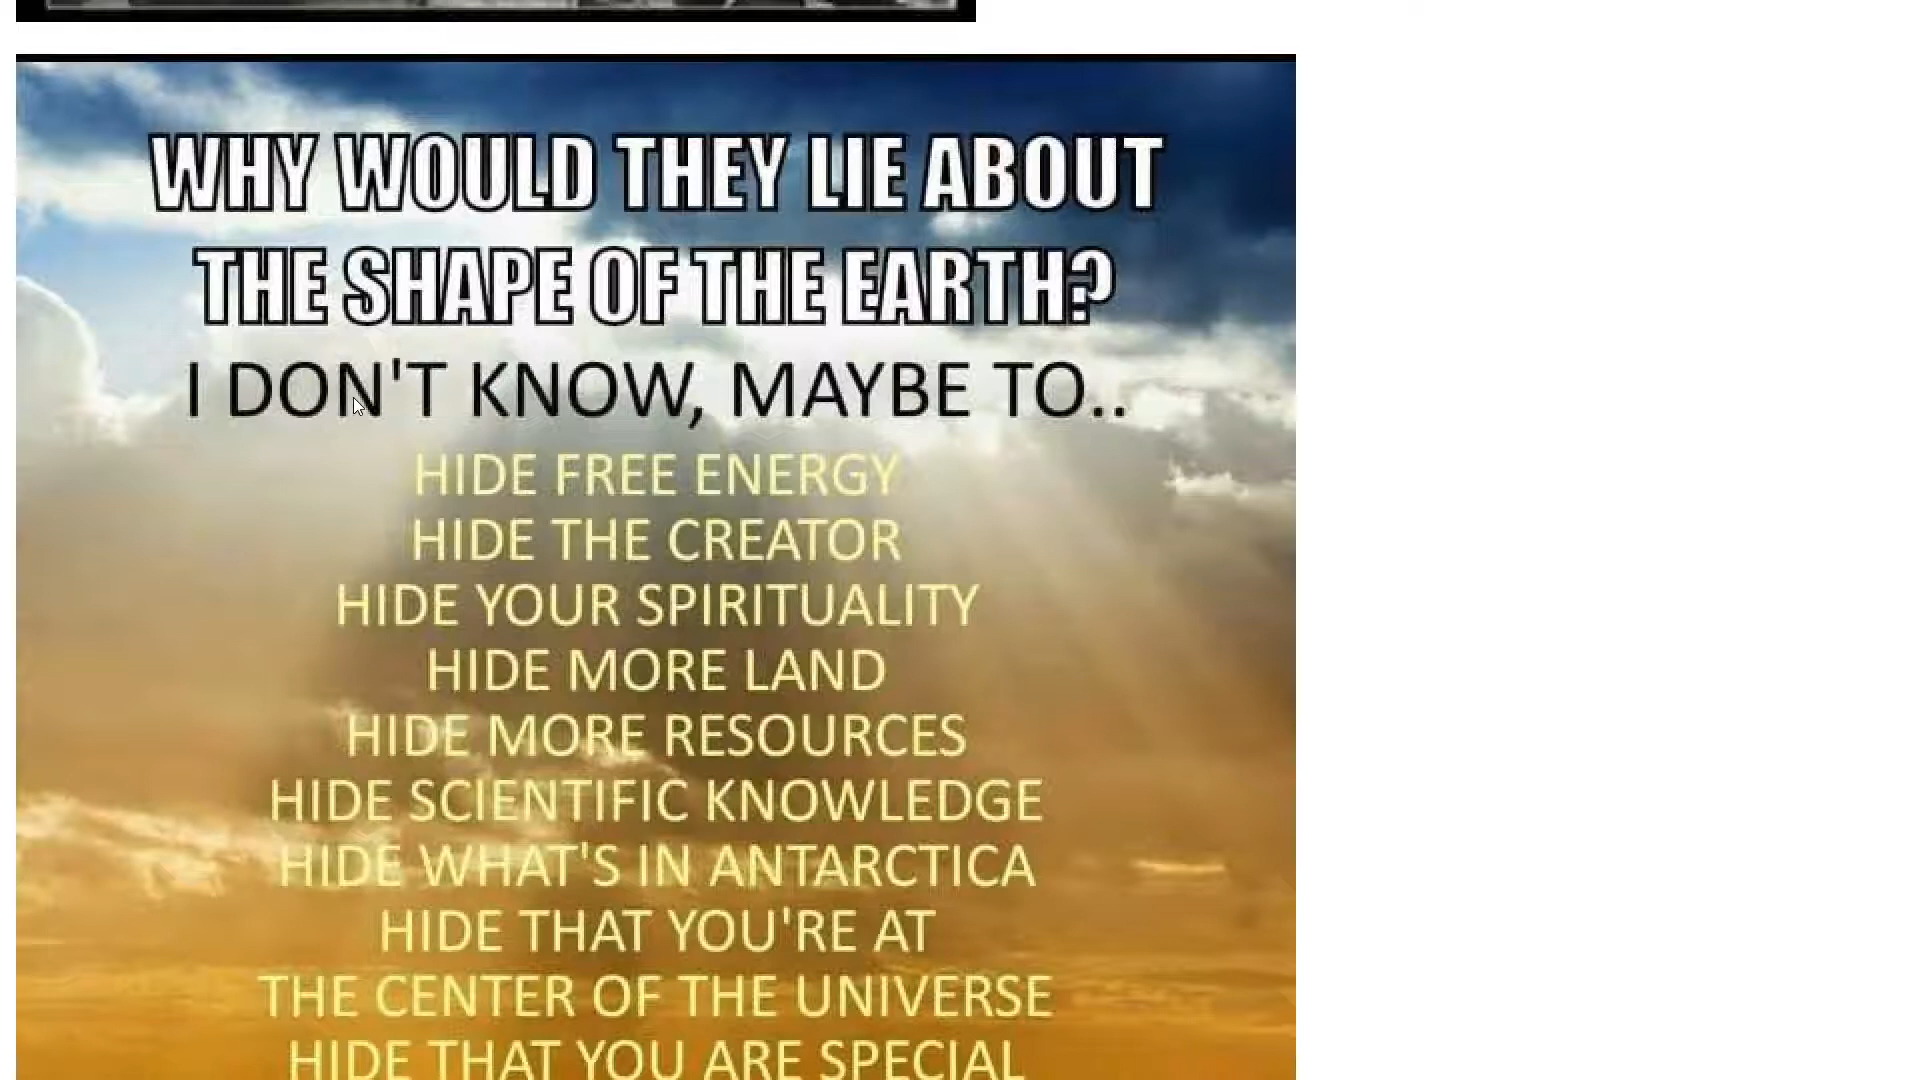 WHY WOULD THEY LIE ABOUT
THE SHAPE OF THE EARTH?
I DON'T KNOW, MAYBE TO..
HIDE FREE ENERGY
HIDE THE CREATOR
HIDE YOUR SPIRITUALITY
HIDE MORE LAND
HIDE MORE RESOURCES
HIDE SCIENTIFIC KNOWLEDGE
HIDE WHAT'S IN ANTARCTICA
HIDE THAT YOU'RE AT
THE CENTER OF THE UNIVERSE
HIDE THAT YOU ARE SPECIAL